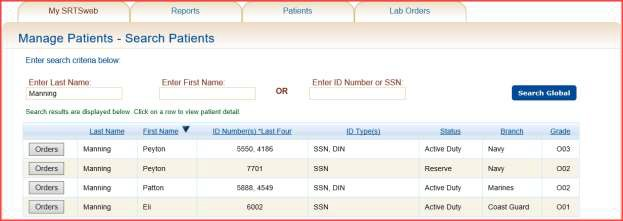 My SRTSweb Reports Patients Lab Orders
Manage Patients - Search Patients
Enter search criteria below:
Enter Last Name: Enter First Name: OR Enter ID Number or SSN:
Manning Search Global
Search results are displayed below. Click on a row to view patient detail.
Last Name First Name ID Number(s) *Last Four ID Type(s) Status Branch Grade
Orders Manning Peyton 5550, 4186 SSN, DIN Active Duty Navy O03
Orders Manning Peyton 7701 SSN Reserve Navy O02
Orders Manning Patton 5888, 4549 SSN, DIN Active Duty Marines O02
Orders Manning Eli 6002 SSN Active Duty Coast Guard O01